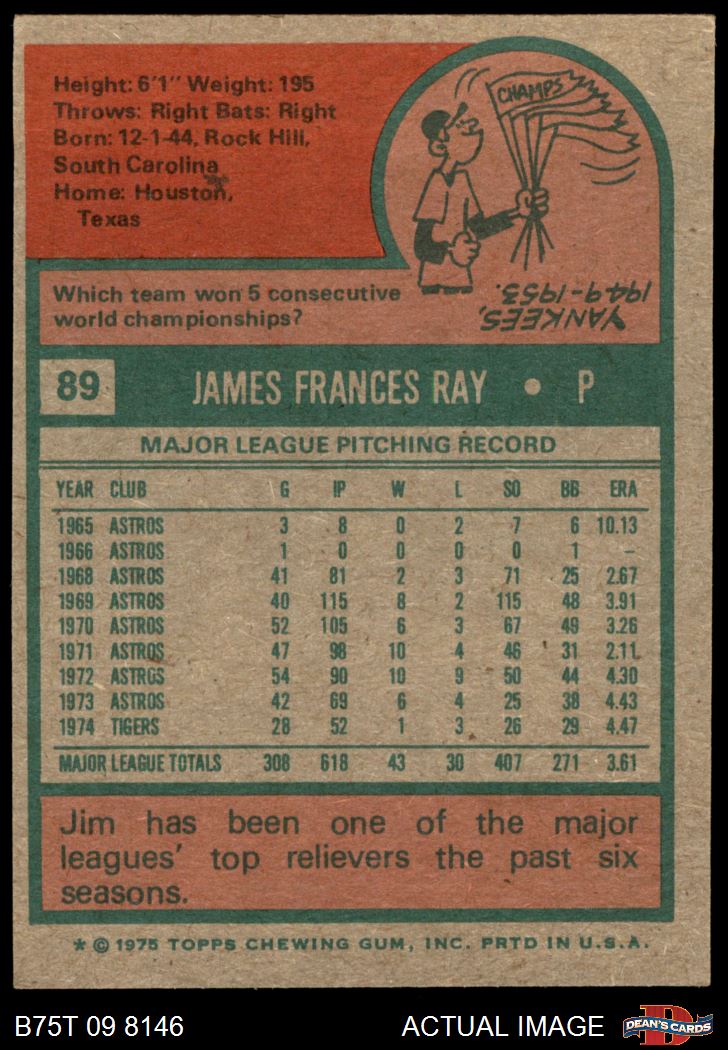 Height: 6'1" Weight: 195
Throws: Right Bats: Right
Born: 12-1-44, Rock Hill,
South Carolina
Home: Houston,
Texas
CHAMPS
Which team won 5 consecutive
world championships?
YANKEES,
1949-1953.
89 JAMES FRANCES RAY • P
MAJOR LEAGUE PITCHING RECORD
YEAR CLUB G IP W L SO BB ERA
1965 ASTROS 3 8 0 2 7 6 10.13
1966 ASTROS 1 0 0 0 0 1 –
1968 ASTROS 41 81 2 3 71 25 2.67
1969 ASTROS 40 115 8 2 115 48 3.91
1970 ASTROS 52 105 6 3 67 49 3.26
1971 ASTROS 47 98 10 4 46 31 2.11
1972 ASTROS 54 90 10 9 50 44 4.30
1973 ASTROS 42 69 6 4 25 38 4.43
1974 TIGERS 28 52 1 3 26 29 4.47
MAJOR LEAGUE TOTALS 308 618 43 30 407 271 3.61
Jim has been one of the major
leagues' top relievers the past six
seasons.
* © 1975 TOPPS CHEWING GUM, INC. PRTD IN U.S.A.
B75T 09 8146 ACTUAL IMAGE D DEAN'S CARDS